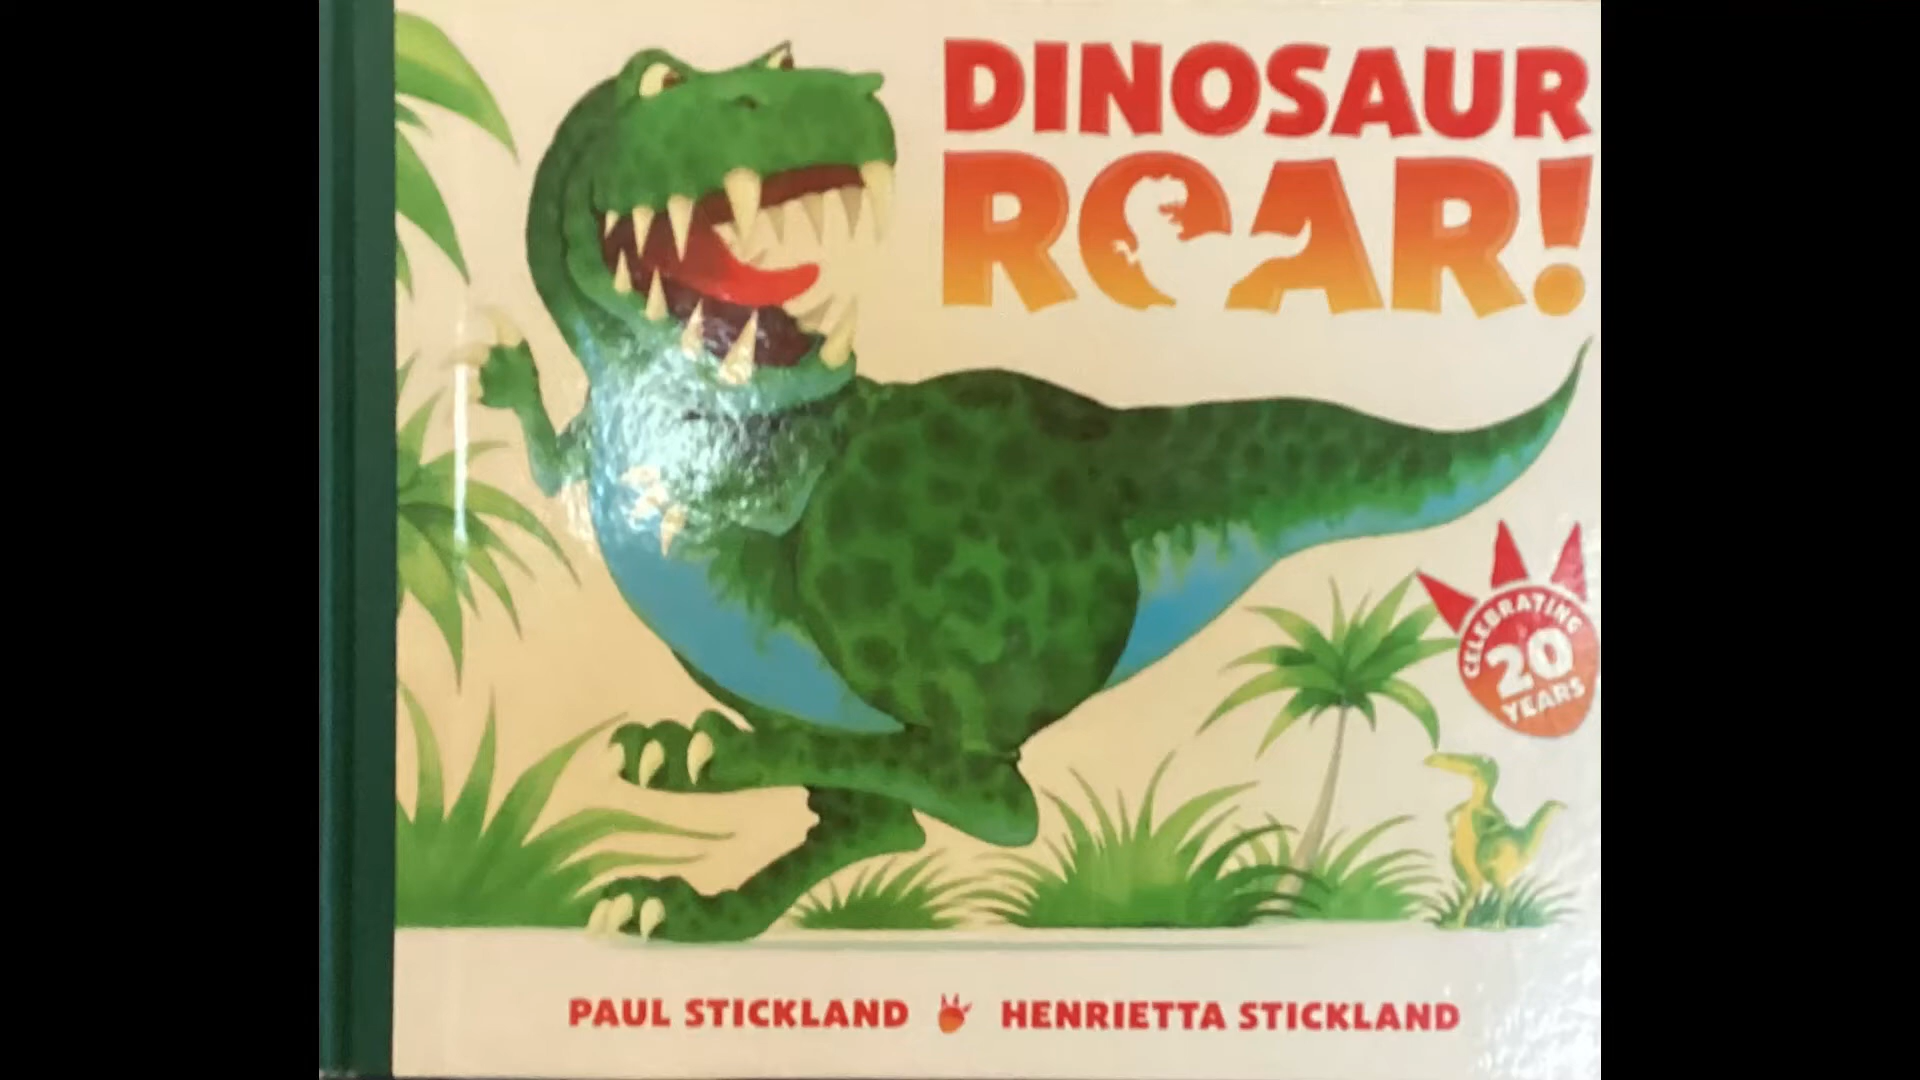 DINOSAUR
ROAR!
CELEBRATING
20
YEARS
PAUL STICKLAND HENRIETTA STICKLAND